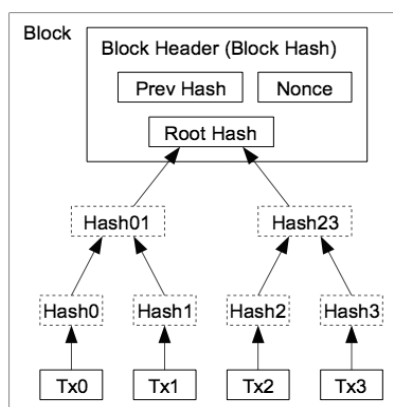 Block
Block Header (Block Hash)
Prev Hash Nonce
Root Hash
Hash01 Hash23
Hash0 Hash1 Hash2 Hash3
Tx0 Tx1 Tx2 Tx3